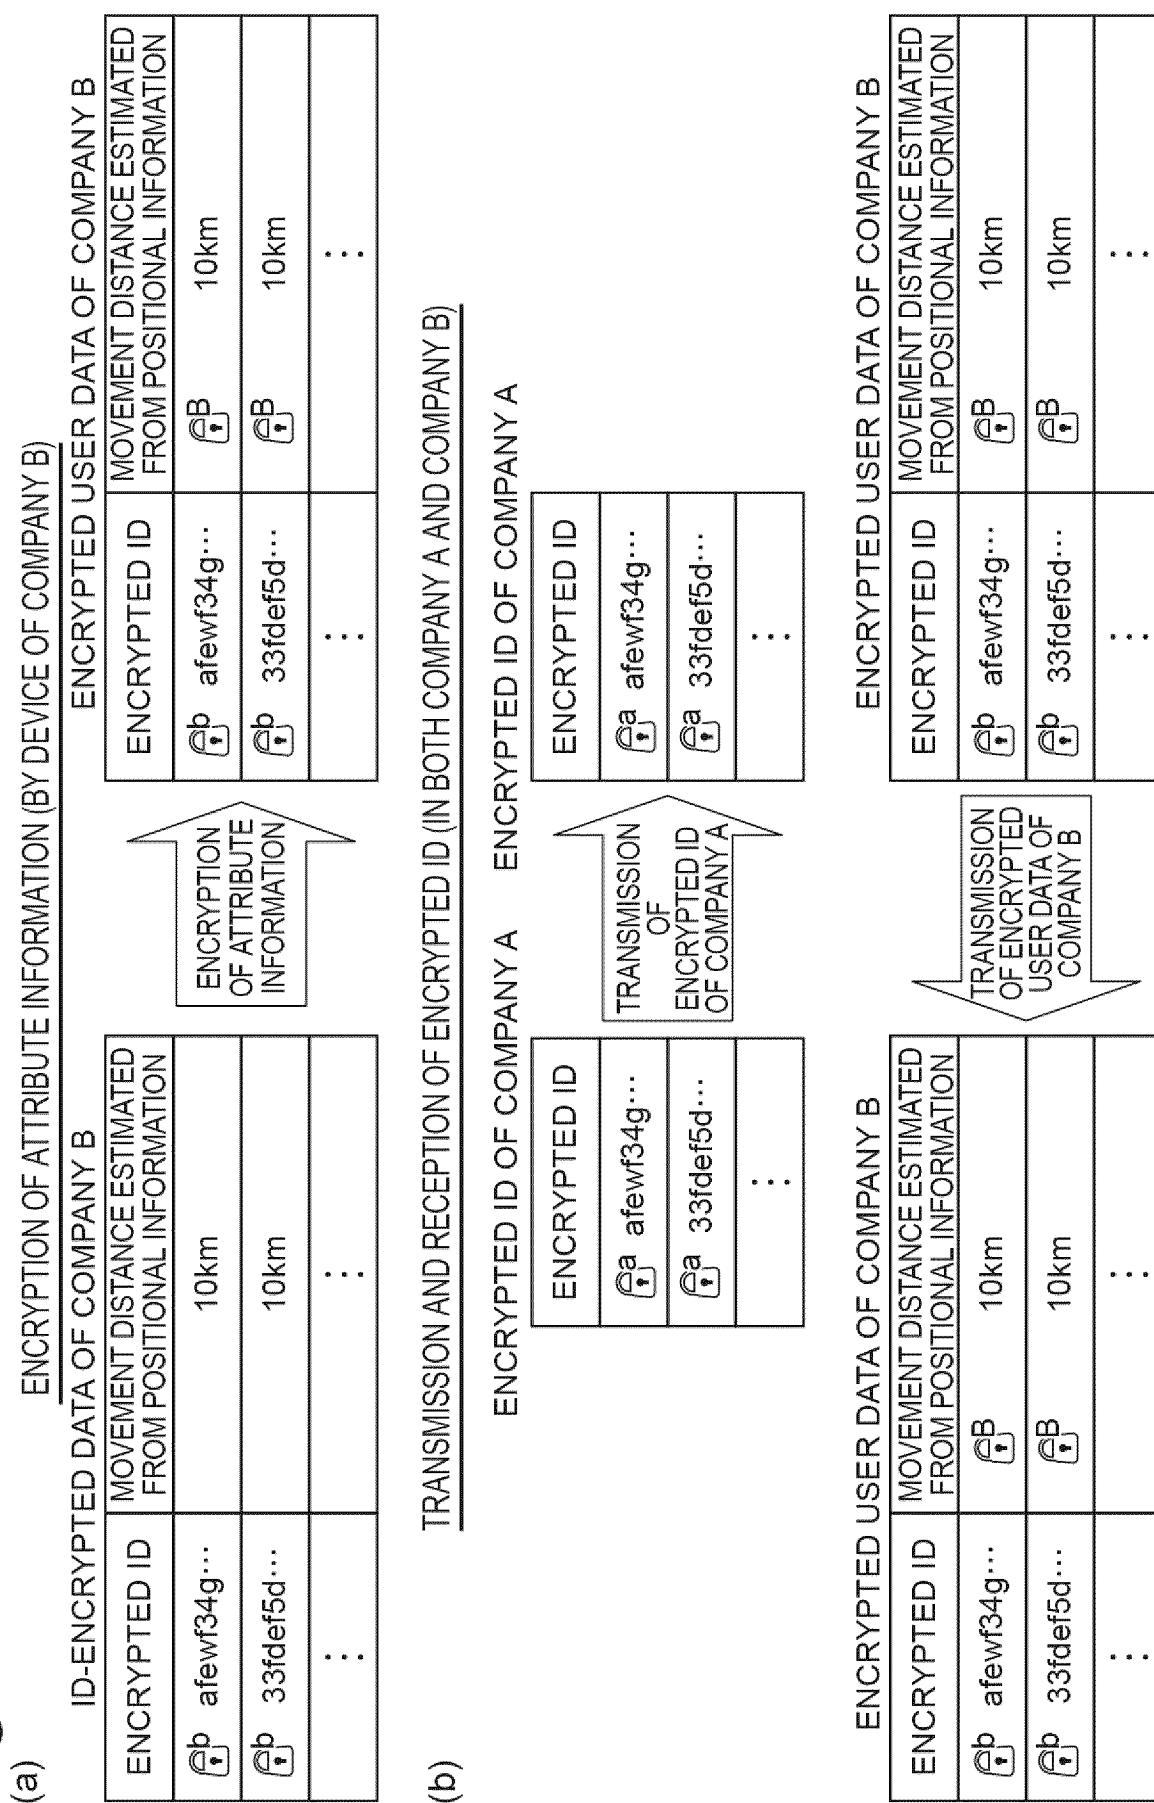 (a)
ENCRYPTION OF ATTRIBUTE INFORMATION (BY DEVICE OF COMPANY B)
ID-ENCRYPTED DATA OF COMPANY B
ENCRYPTED ID
MOVEMENT DISTANCE ESTIMATED
FROM POSITIONAL INFORMATION
b afewf34g···
10km
b 33fdef5d···
10km
⋮
⋮
ENCRYPTION
OF ATTRIBUTE
INFORMATION
ENCRYPTED USER DATA OF COMPANY B
ENCRYPTED ID
MOVEMENT DISTANCE ESTIMATED
FROM POSITIONAL INFORMATION
b afewf34g···
B 10km
b 33fdef5d···
B 10km
⋮
⋮
(b)
TRANSMISSION AND RECEPTION OF ENCRYPTED ID (IN BOTH COMPANY A AND COMPANY B)
ENCRYPTED ID OF COMPANY A
ENCRYPTED ID
a afewf34g···
a 33fdef5d···
⋮
TRANSMISSION
OF
ENCRYPTED ID
OF COMPANY A
ENCRYPTED ID OF COMPANY A
ENCRYPTED ID
a afewf34g···
a 33fdef5d···
⋮
ENCRYPTED USER DATA OF COMPANY B
ENCRYPTED ID
MOVEMENT DISTANCE ESTIMATED
FROM POSITIONAL INFORMATION
b afewf34g···
B 10km
b 33fdef5d···
B 10km
⋮
⋮
TRANSMISSION
OF ENCRYPTED
USER DATA OF
COMPANY B
ENCRYPTED USER DATA OF COMPANY B
ENCRYPTED ID
MOVEMENT DISTANCE ESTIMATED
FROM POSITIONAL INFORMATION
b afewf34g···
B 10km
b 33fdef5d···
B 10km
⋮
⋮